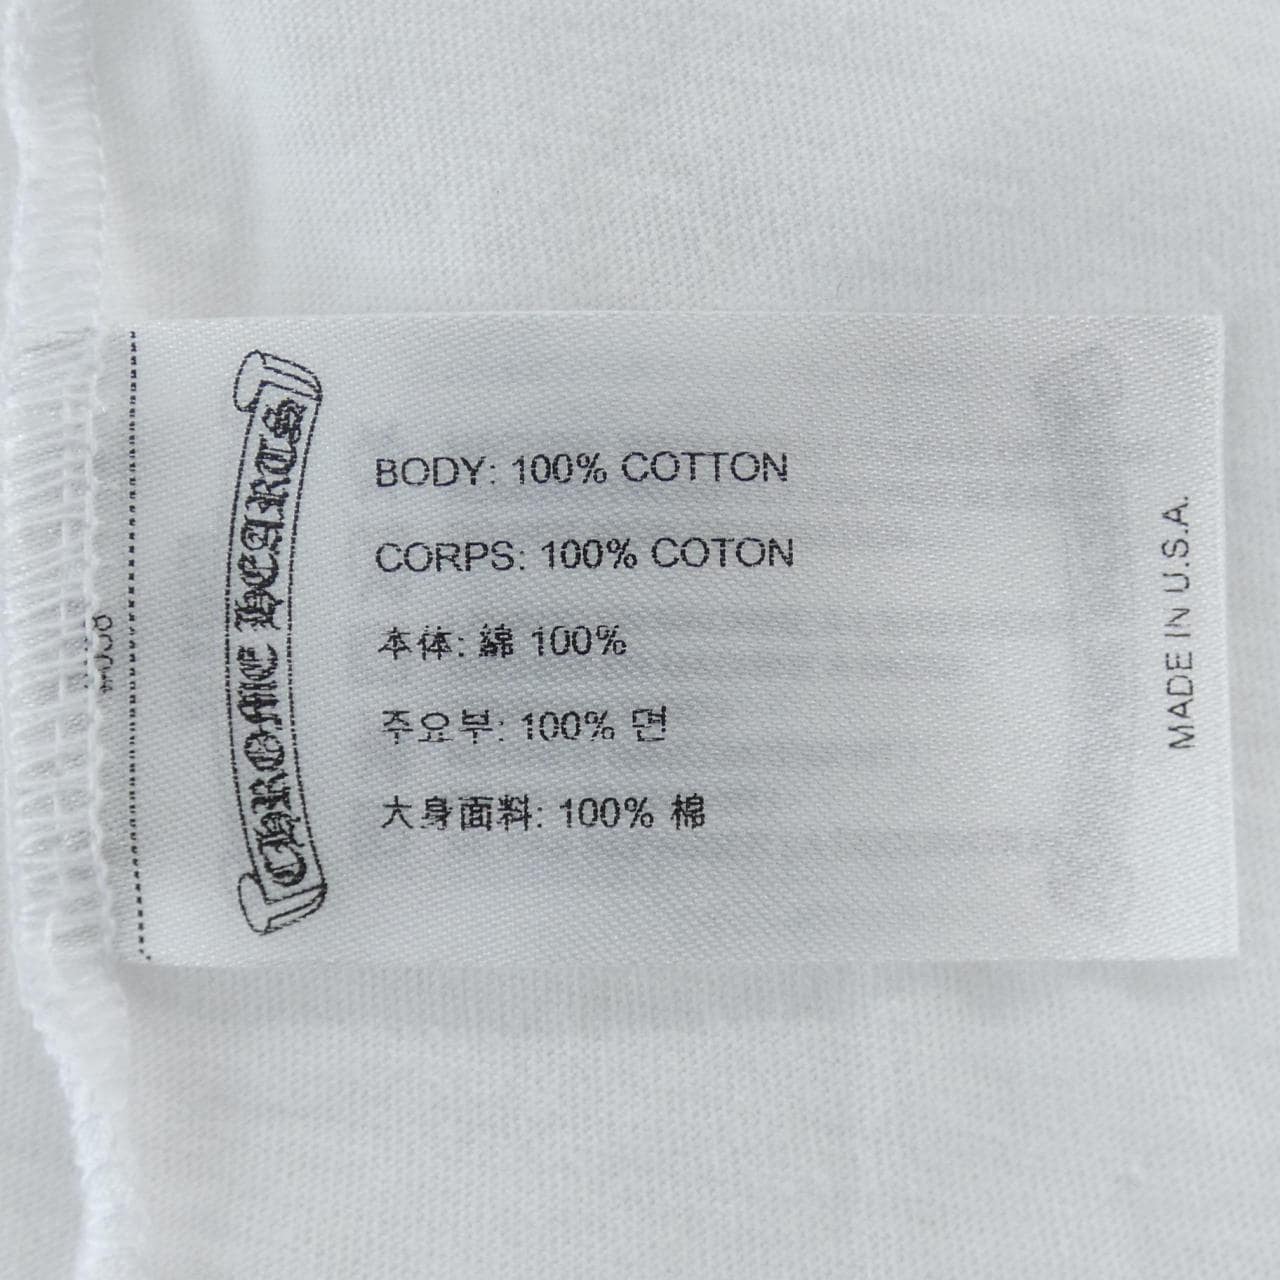 CHROME HEARTS
BODY: 100% COTTON
CORPS: 100% COTON
本体: 綿 100%
주요부: 100% 면
大身面料: 100% 棉
MADE IN U.S.A.